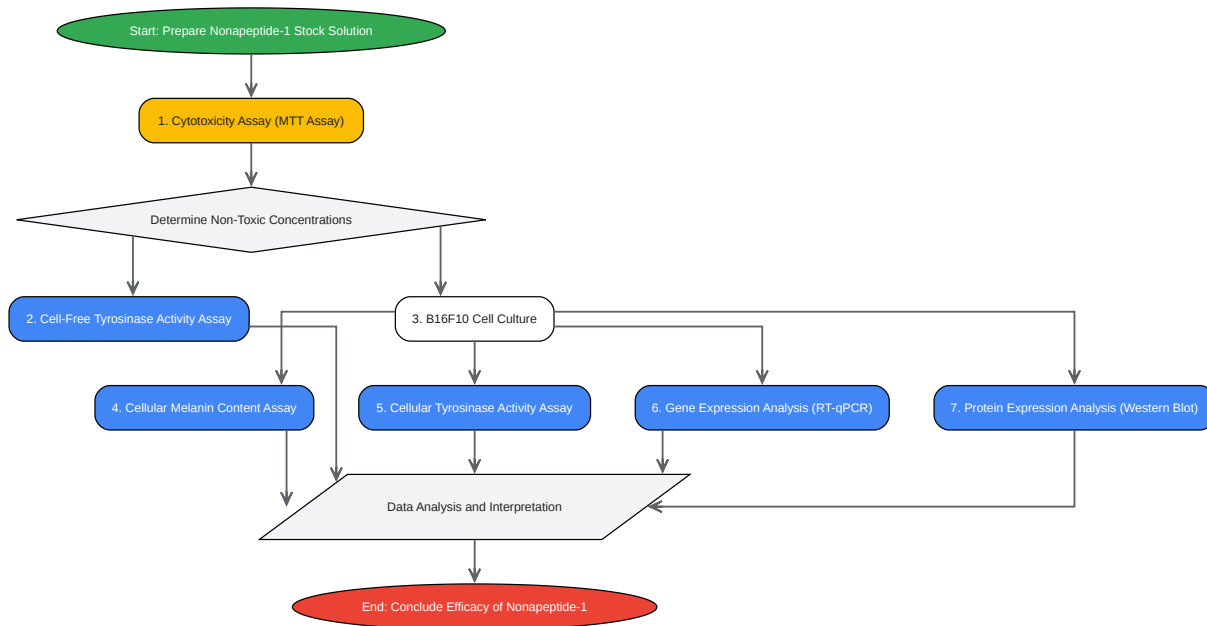 Start: Prepare Nonapeptide-1 Stock Solution
1. Cytotoxicity Assay (MTT Assay)
Determine Non-Toxic Concentrations
2. Cell-Free Tyrosinase Activity Assay
3. B16F10 Cell Culture
4. Cellular Melanin Content Assay
5. Cellular Tyrosinase Activity Assay
6. Gene Expression Analysis (RT-qPCR)
7. Protein Expression Analysis (Western Blot)
Data Analysis and Interpretation
End: Conclude Efficacy of Nonapeptide-1